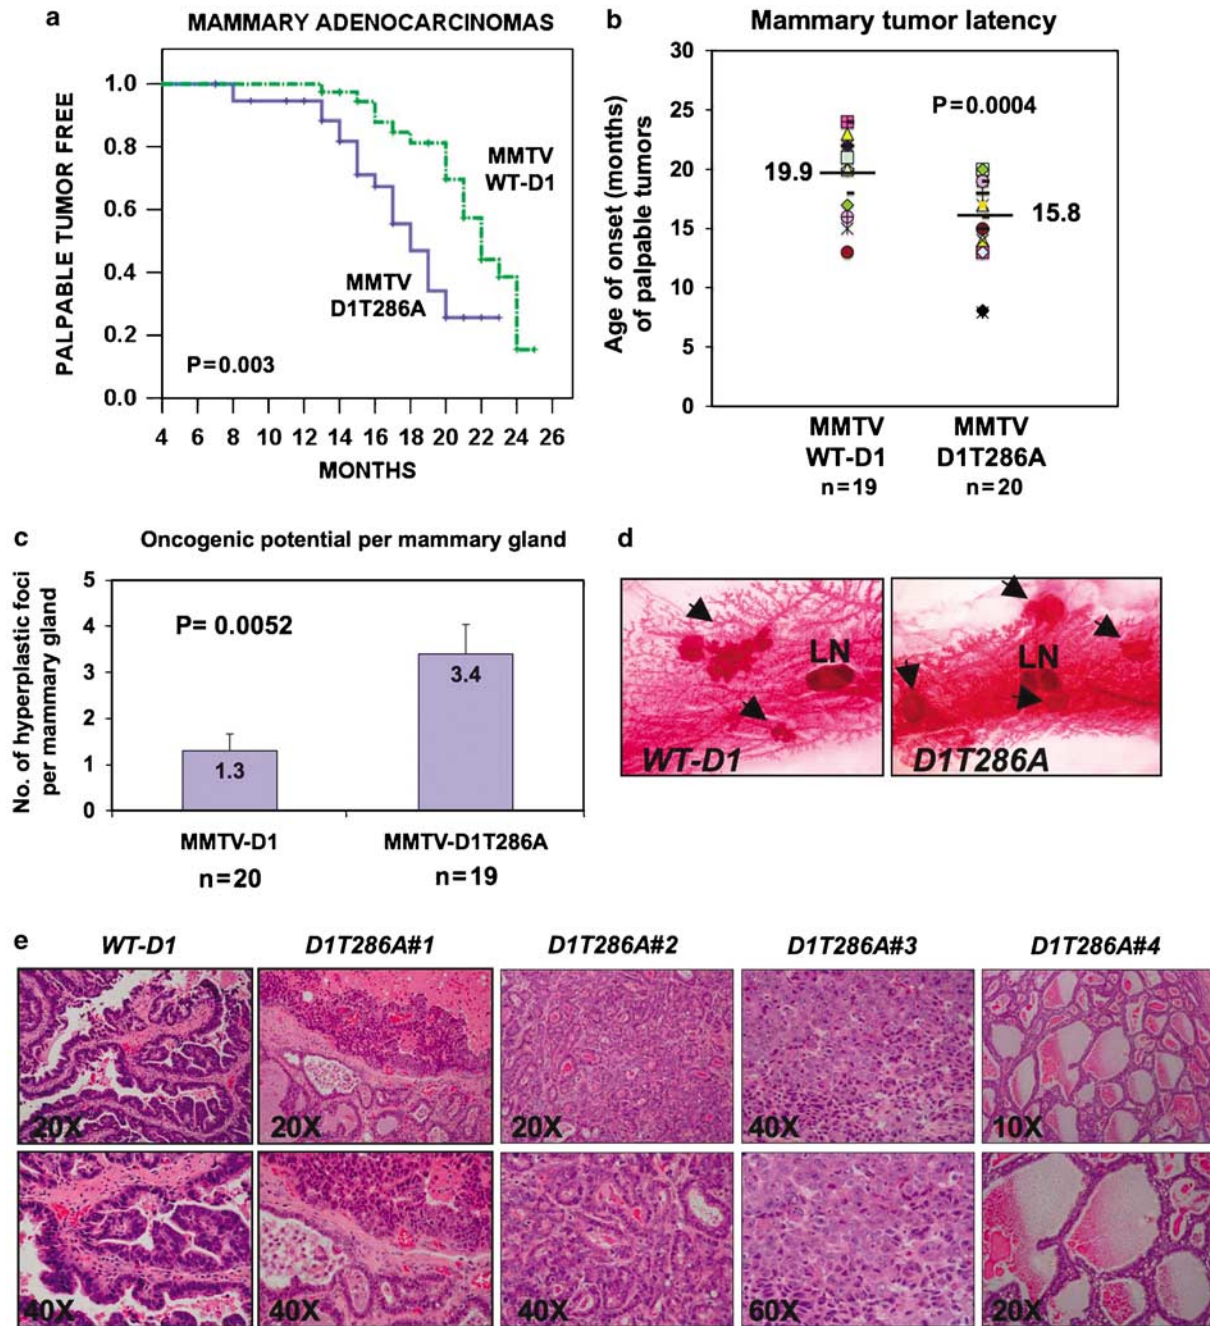 a
MAMMARY ADENOCARCINOMAS
PALPABLE TUMOR FREE
1.0
0.8
0.6
0.4
0.2
0.0
MMTV
WT-D1
MMTV
D1T286A
P=0.003
4 6 8 10 12 14 16 18 20 22 24 26
MONTHS
b
Mammary tumor latency
Age of onset (months)
of palpable tumors
30
25
20
15
10
5
0
P=0.0004
19.9
15.8
MMTV
WT-D1
n=19
MMTV
D1T286A
n=20
c
Oncogenic potential per mammary gland
No. of hyperplastic foci
per mammary gland
5
4
3
2
1
0
P= 0.0052
1.3
3.4
MMTV-D1
n=20
MMTV-D1T286A
n=19
d
LN
WT-D1
LN
D1T286A
e
WT-D1 D1T286A#1 D1T286A#2 D1T286A#3 D1T286A#4
20X 20X 20X 40X 10X
40X 40X 40X 60X 20X